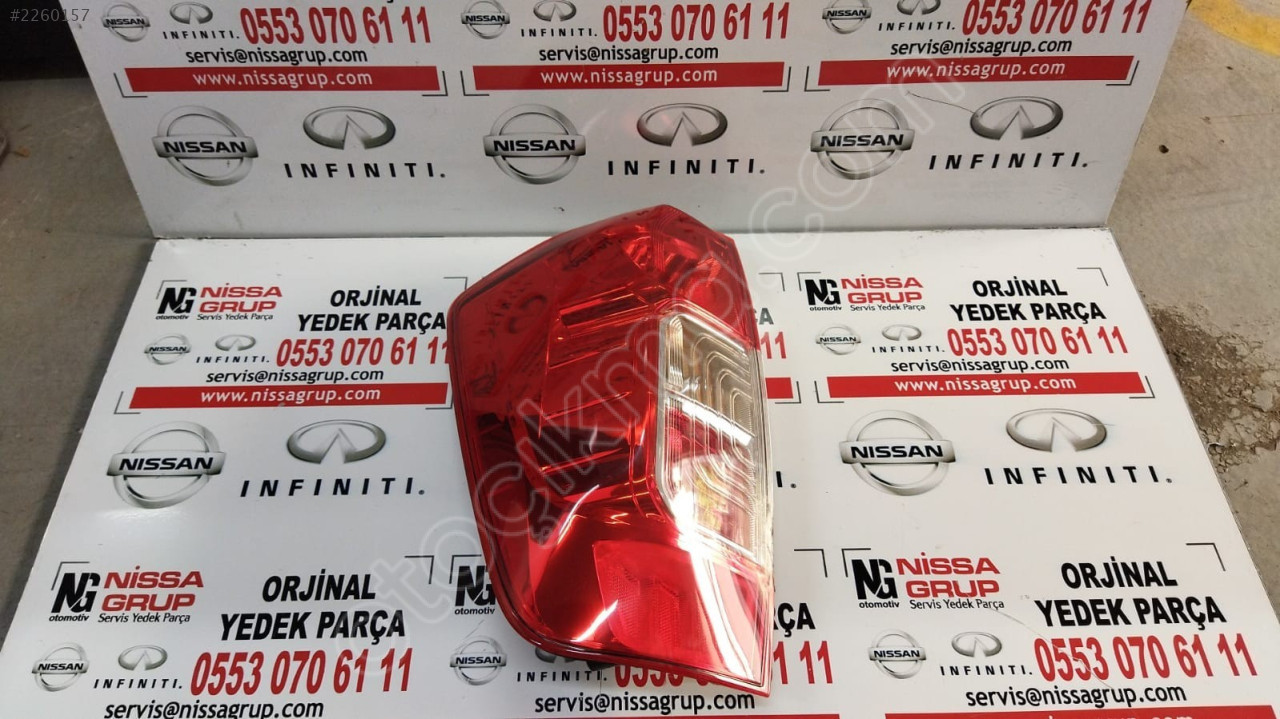 #2260157
NISSAN INFINITI. 0553 070 61 11
servis@nissagrup.com
www.nissagrup.com
INFINITI. 0553 070 61 11
servis@nissagrup.com
www.nissagrup.com
NISSAN INFINITI. 0553 070 61 11
servis@nissagrup.com
www.nissagrup.com
NISSAN INFINITI.
NISSAN INFINITI.
NISSAN INFINITI.
NG otomotiv NISSA GRUP Servis Yedek Parça
ORJİNAL
YEDEK PARÇA
NISSAN INFINITI. 0553 070 61 11
servis@nissagrup.com
www.nissagrup.com
NG otomotiv NISSA GRUP Servis Yedek Parça
ORJİNAL
YEDEK PARÇA
NISSAN INFINITI. 0553 070 61 11
servis@nissagrup.com
www.nissagrup.com
NISSAN INFINITI.
NISSAN INFINITI.
NG otomotiv NISSA GRUP Servis Yedek Parça
ORJİNAL
YEDEK PARÇA
NISSAN INFINITI. 0553 070 61 11
servis@nissagrup.com
NG otomotiv
NISSAN INFINITI.
NG otomotiv NISSA GRUP Servis Yedek Parça
ORJİNAL
YEDEK PARÇA
NISSAN INFINITI. 0553 070 61 11
servis@nissagrup.com